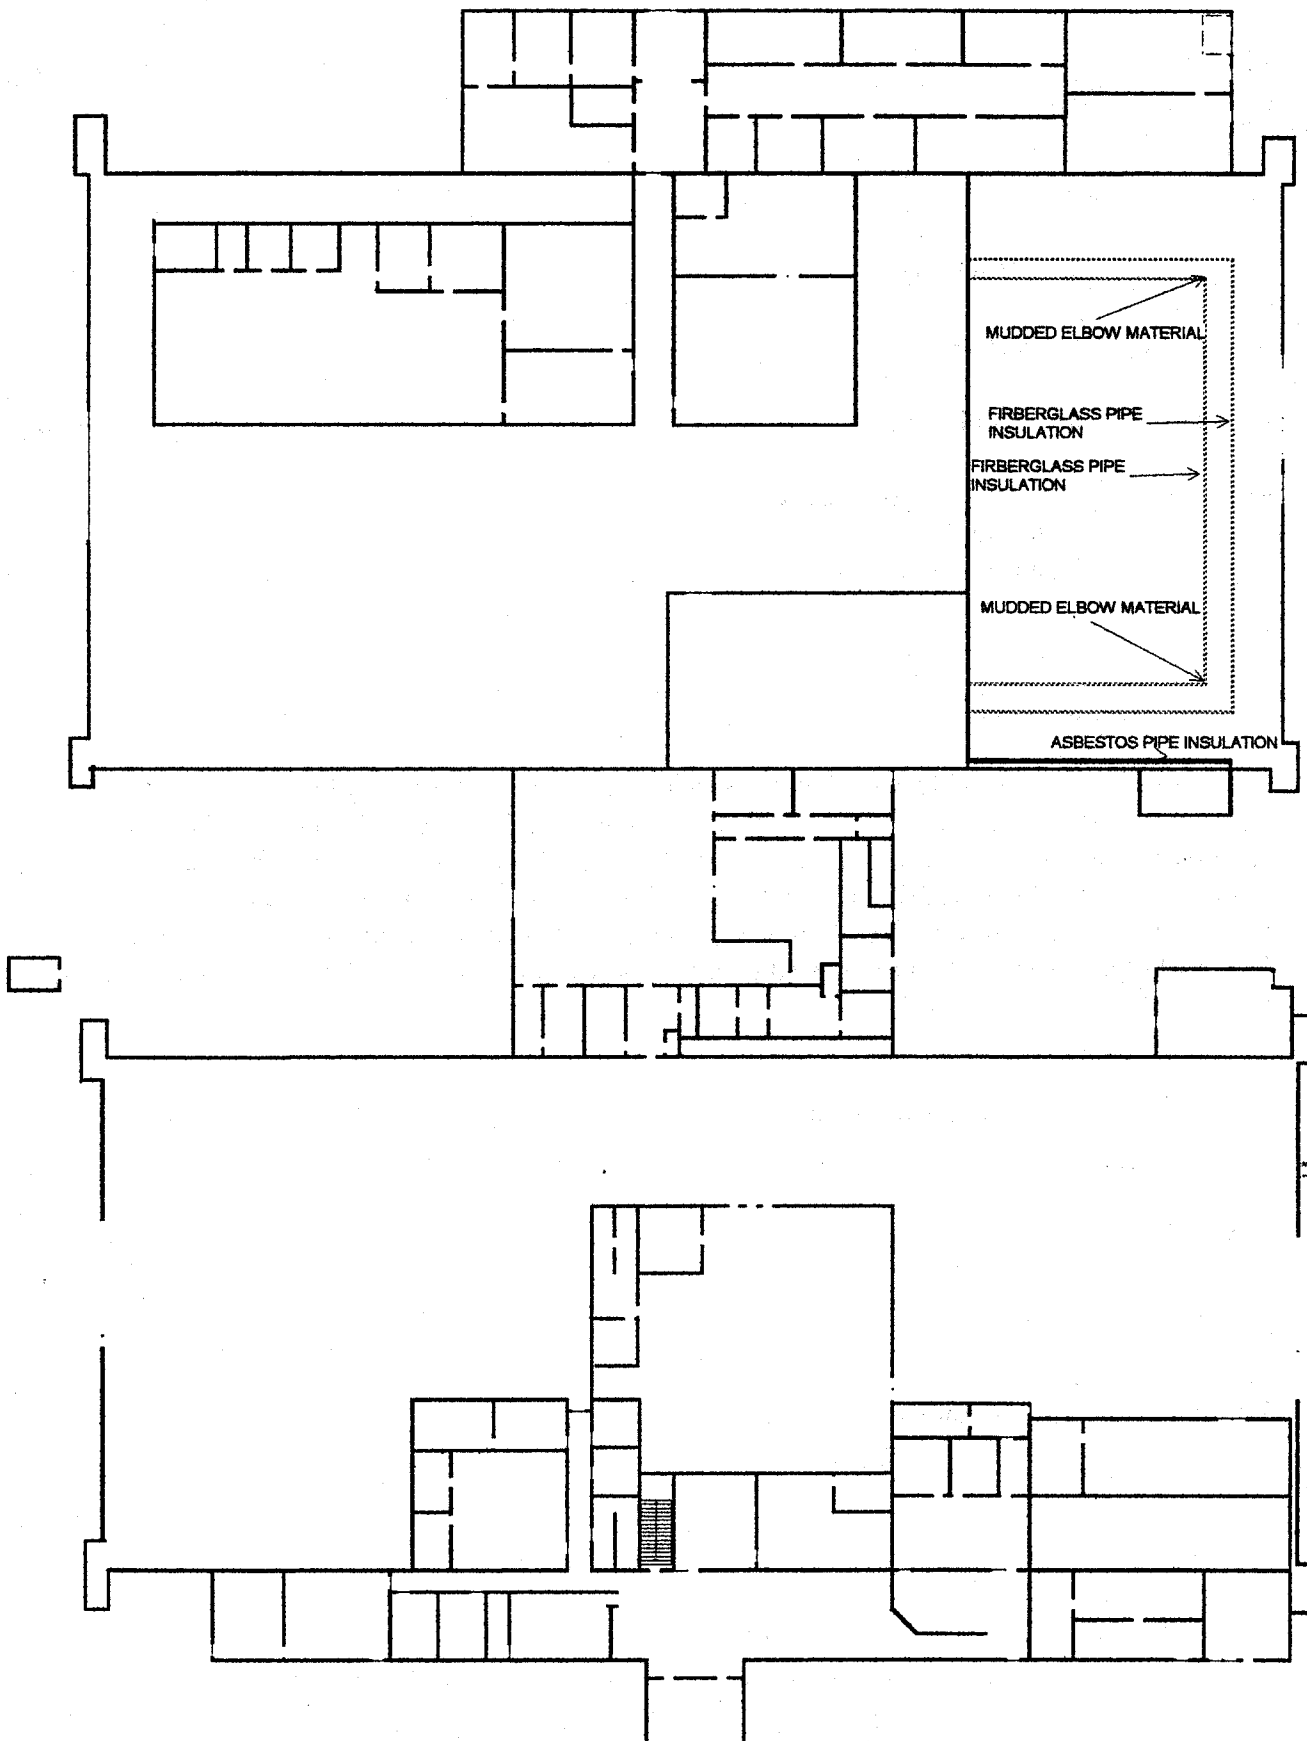 MUDDED ELBOW MATERIAL
FIRBERGLASS PIPE
INSULATION
FIRBERGLASS PIPE
INSULATION
MUDDED ELBOW MATERIAL
ASBESTOS PIPE INSULATION